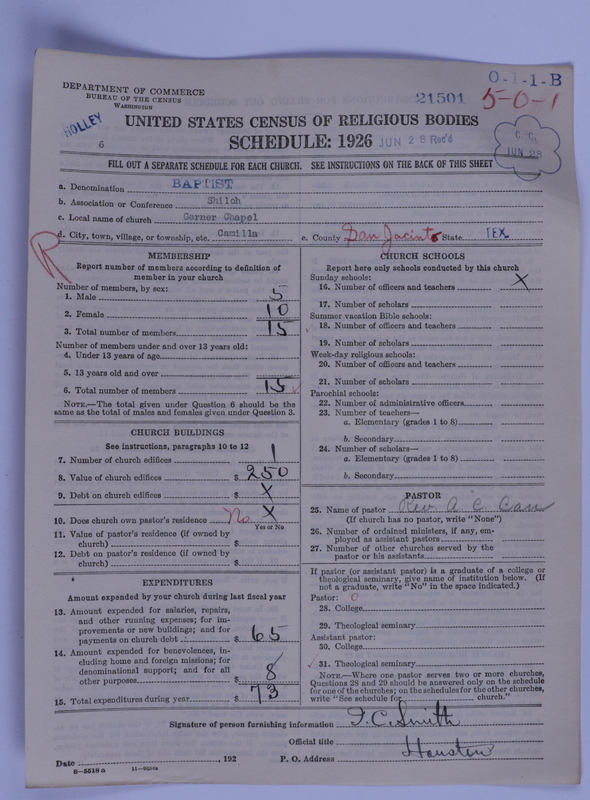 O-1-1-B
DEPARTMENT OF COMMERCE
BUREAU OF THE CENSUS
WASHINGTON
21501 5-0-1
HOLLEY
UNITED STATES CENSUS OF RELIGIOUS BODIES
6
SCHEDULE: 1926 JUN 28 Rec'd
C. C.
JUN 28
FILL OUT A SEPARATE SCHEDULE FOR EACH CHURCH. SEE INSTRUCTIONS ON THE BACK OF THIS SHEET
a. Denomination BAPTIST
b. Association or Conference Shiloh
c. Local name of church Garner Chapel
d. City, town, village, or township, etc. Camilla e. County San Jacinto State TEX
R
MEMBERSHIP
Report number of members according to definition of
member in your church
Number of members, by sex:
1. Male 5
2. Female 10
3. Total number of members 15
Number of members under and over 13 years old:
4. Under 13 years of age
5. 13 years old and over
6. Total number of members 15
NOTE.—The total given under Question 6 should be the
same as the total of males and females given under Question 3.
CHURCH BUILDINGS
See instructions, paragraphs 10 to 12
7. Number of church edifices 1
8. Value of church edifices $ 250
9. Debt on church edifices $ X
10. Does church own pastor's residence No X
Yes or No
11. Value of pastor's residence (if owned by
church) $
12. Debt on pastor's residence (if owned by
church) $
EXPENDITURES
Amount expended by your church during last fiscal year
13. Amount expended for salaries, repairs,
and other running expenses; for im-
provements or new buildings; and for
payments on church debt $ 65
14. Amount expended for benevolences, in-
cluding home and foreign missions; for
denominational support; and for all
other purposes $ 8
15. Total expenditures during year $ 73
CHURCH SCHOOLS
Report here only schools conducted by this church
Sunday schools:
16. Number of officers and teachers X
17. Number of scholars
Summer vacation Bible schools:
18. Number of officers and teachers
19. Number of scholars
Week-day religious schools:
20. Number of officers and teachers
21. Number of scholars
Parochial schools:
22. Number of administrative officers
23. Number of teachers—
a. Elementary (grades 1 to 8)
b. Secondary
24. Number of scholars—
a. Elementary (grades 1 to 8)
b. Secondary
PASTOR
25. Name of pastor Rev. A C
(If church has no pastor, write "None")
26. Number of ordained ministers, if any, em-
ployed as assistant pastors
27. Number of other churches served by the
pastor or his assistants
If pastor (or assistant pastor) is a graduate of a college or
theological seminary, give name of institution below. (If
not a graduate, write "No" in the space indicated.)
Pastor: 0
28. College
29. Theological seminary
Assistant pastor:
30. College
31. Theological seminary
NOTE.—Where one pastor serves two or more churches,
Questions 28 and 29 should be answered only on the schedule
for one of the churches; on the schedules for the other churches,
write "See schedule for church."
Signature of person furnishing information Smith
Official title
Date , 192 P. O. Address Houston
8-5518 a